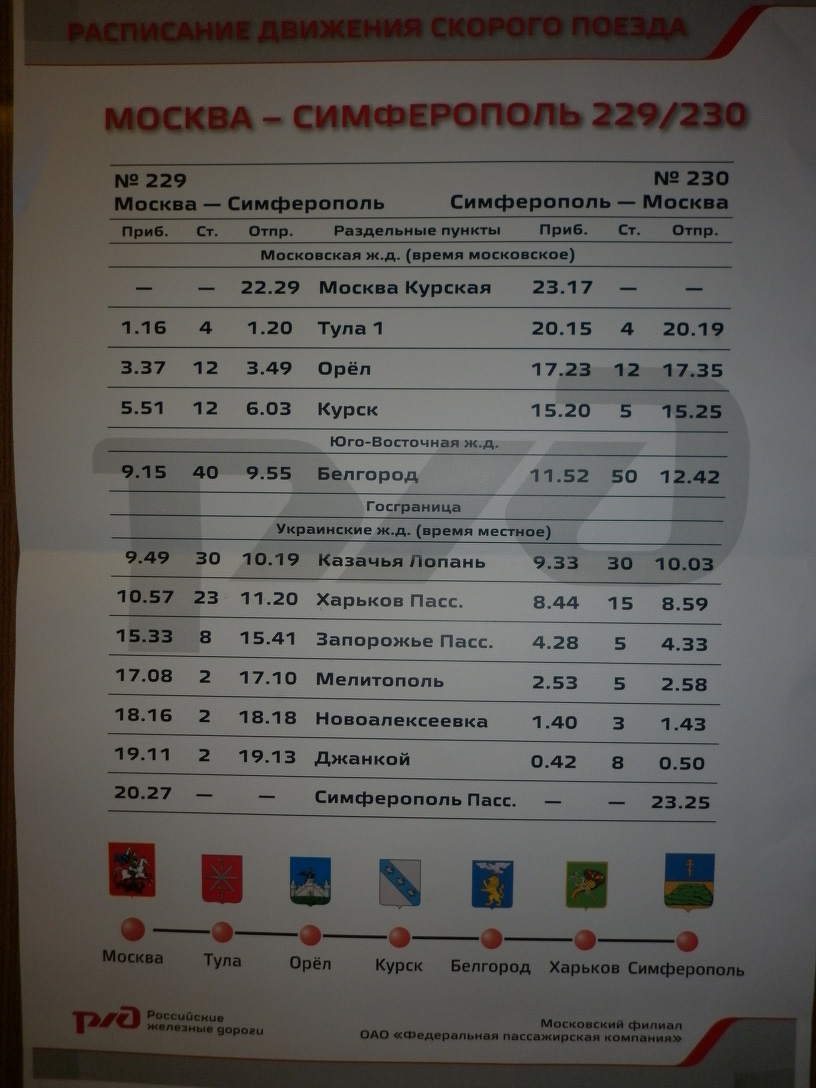 РАСПИСАНИЕ ДВИЖЕНИЯ СКОРОГО ПОЕЗДА
МОСКВА – СИМФЕРОПОЛЬ 229/230
№ 229 № 230
Москва — Симферополь Симферополь — Москва
Приб. Ст. Отпр. Раздельные пункты Приб. Ст. Отпр.
Московская ж.д. (время московское)
— — 22.29 Москва Курская 23.17 — —
1.16 4 1.20 Тула 1 20.15 4 20.19
3.37 12 3.49 Орёл 17.23 12 17.35
5.51 12 6.03 Курск 15.20 5 15.25
Юго-Восточная ж.д.
9.15 40 9.55 Белгород 11.52 50 12.42
Госграница
Украинские ж.д. (время местное)
9.49 30 10.19 Казачья Лопань 9.33 30 10.03
10.57 23 11.20 Харьков Пасс. 8.44 15 8.59
15.33 8 15.41 Запорожье Пасс. 4.28 5 4.33
17.08 2 17.10 Мелитополь 2.53 5 2.58
18.16 2 18.18 Новоалексеевка 1.40 3 1.43
19.11 2 19.13 Джанкой 0.42 8 0.50
20.27 — — Симферополь Пасс. — — 23.25
Москва Тула Орёл Курск Белгород Харьков Симферополь
ржд Российские
железные дороги
Московский филиал
ОАО «Федеральная пассажирская компания»